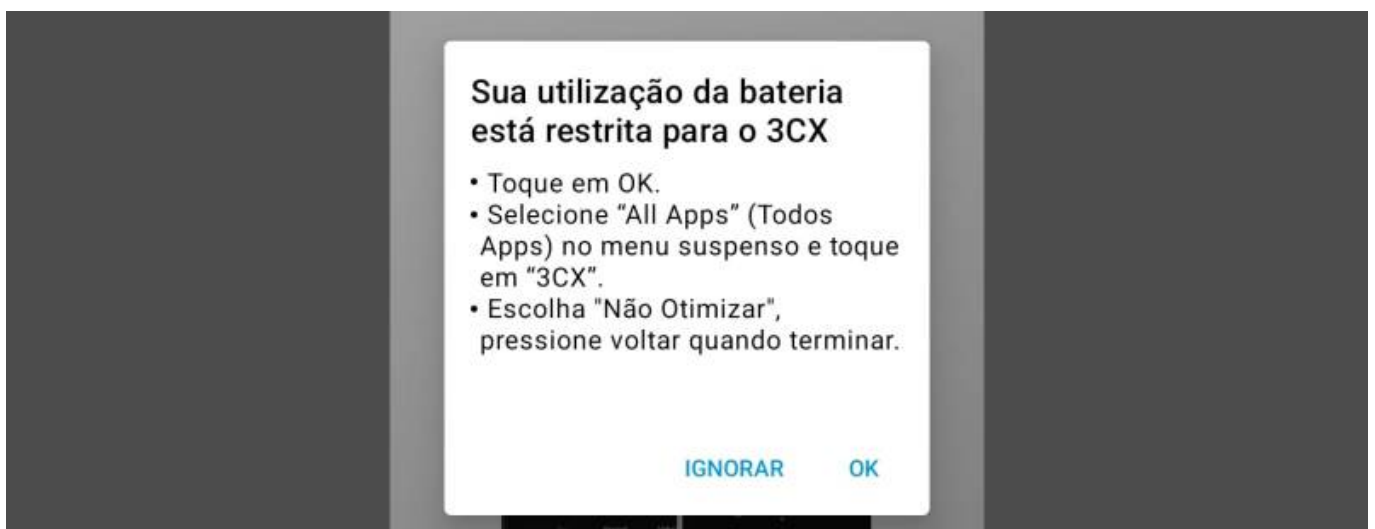 Sua utilização da bateria
está restrita para o 3CX
• Toque em OK.
• Selecione “All Apps” (Todos
Apps) no menu suspenso e toque
em “3CX”.
• Escolha "Não Otimizar",
pressione voltar quando terminar.
IGNORAR OK